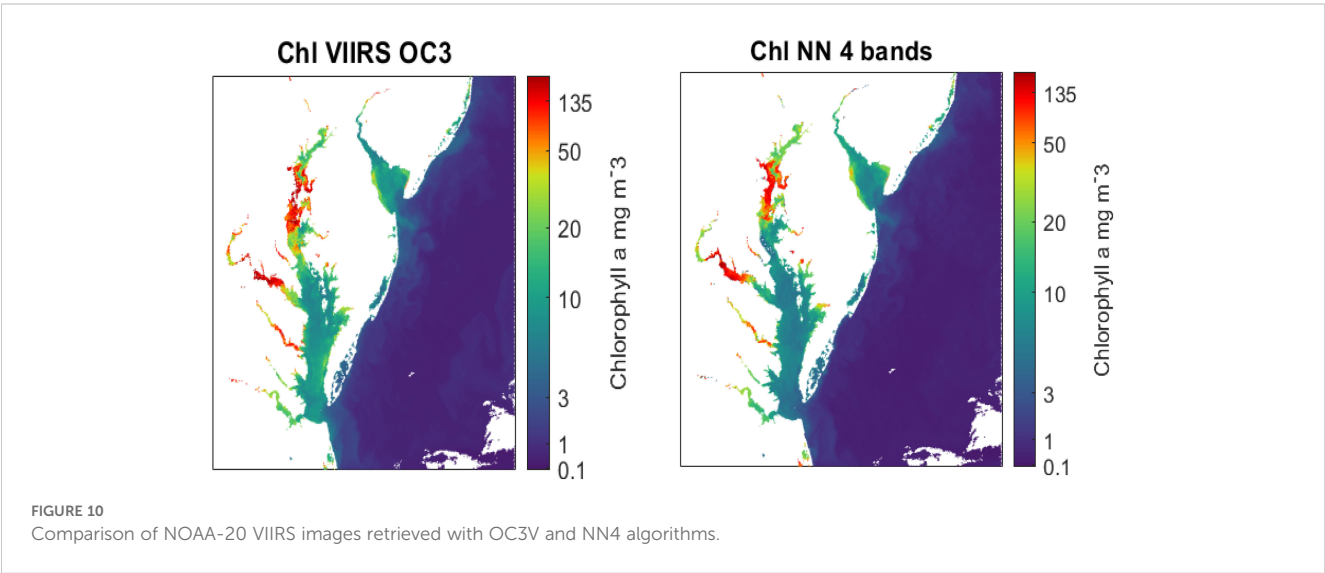 Chl VIIRS OC3
135
50
20
10
3
1
0.1
Chlorophyll a mg m-3
Chl NN 4 bands
135
50
20
10
3
1
0.1
Chlorophyll a mg m-3
FIGURE 10
Comparison of NOAA-20 VIIRS images retrieved with OC3V and NN4 algorithms.